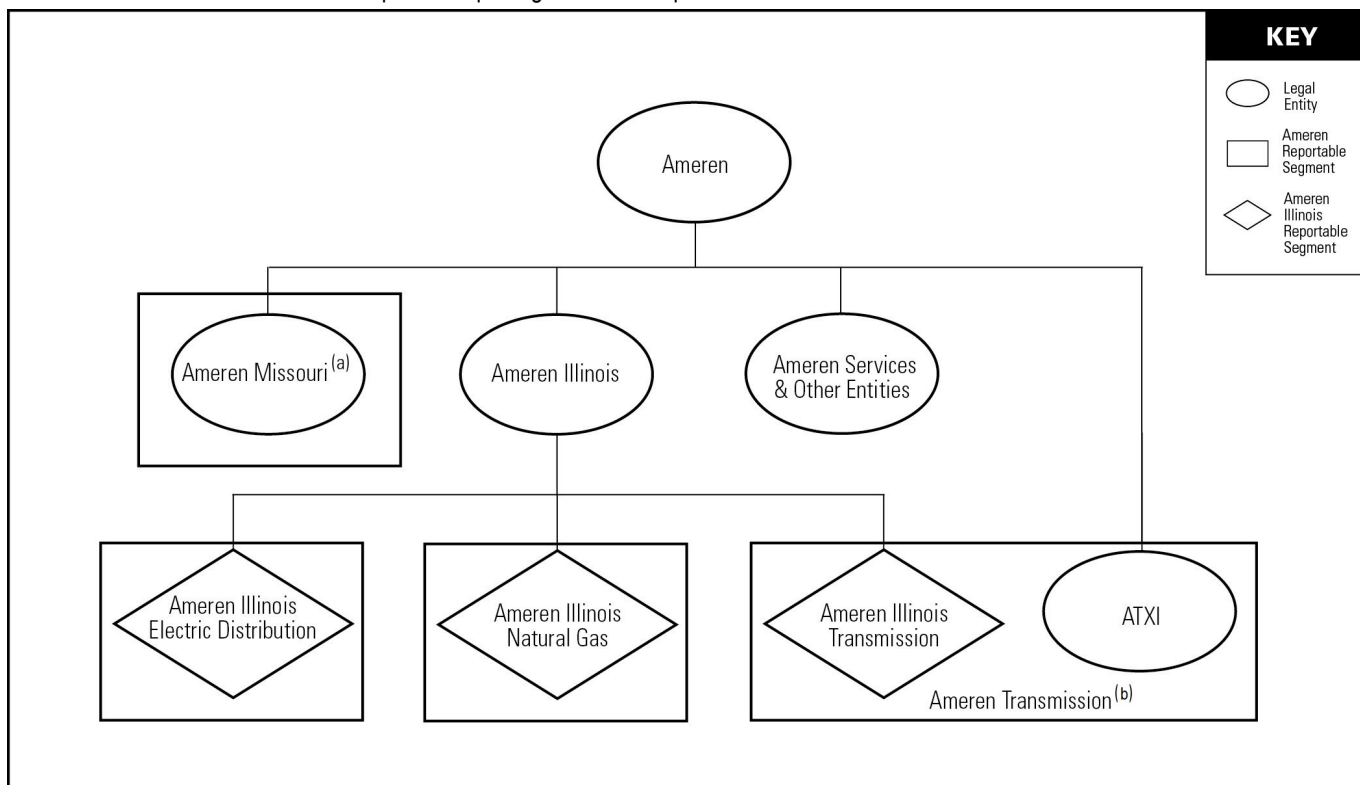 KEY
Legal
Entity
Ameren
Reportable
Segment
Ameren
Illinois
Reportable
Segment
Ameren
Ameren Missouri(a)
Ameren Illinois
Ameren Services
& Other Entities
Ameren Illinois
Electric Distribution
Ameren Illinois
Natural Gas
Ameren Illinois
Transmission
ATXI
Ameren Transmission(b)